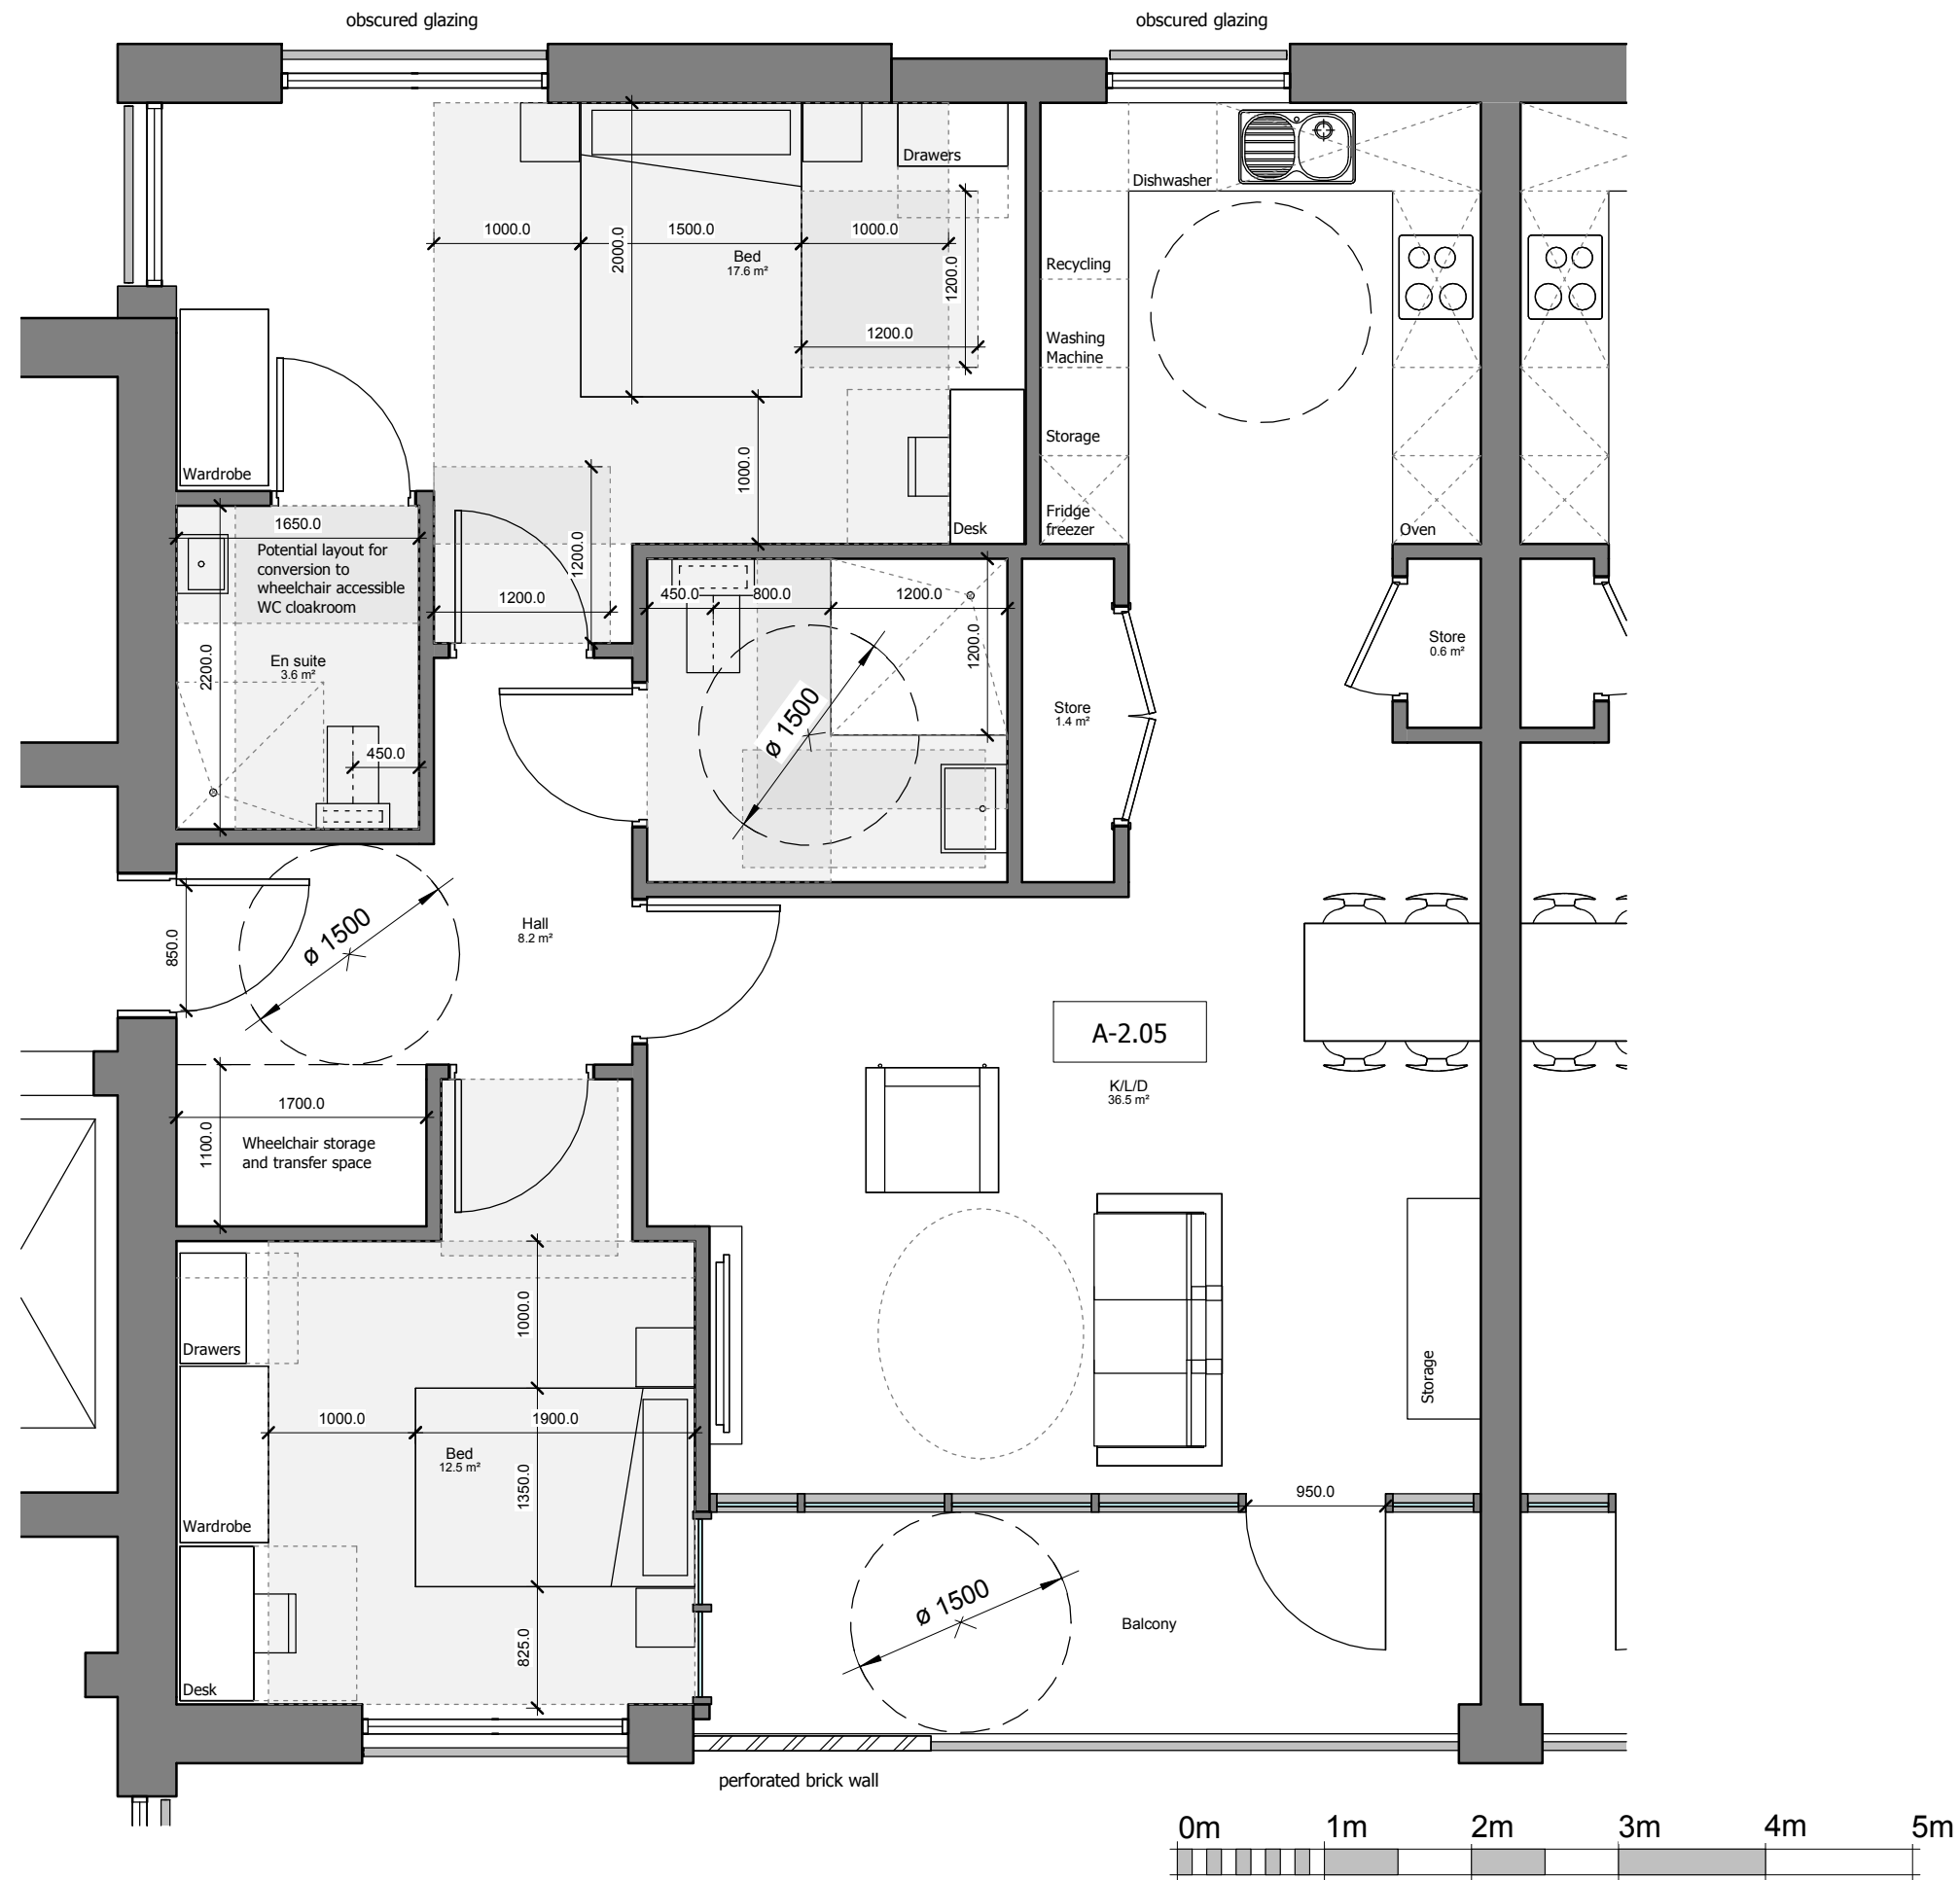 obscured glazing
obscured glazing
Drawers
Dishwasher
1000.0
1500.0
1000.0
2000.0
Bed
17.6 m²
1200.0
1200.0
Recycling
Washing
Machine
Storage
Fridge
freezer
Oven
Wardrobe
1000.0
Desk
1650.0
Potential layout for
conversion to
wheelchair accessible
WC cloakroom
2200.0
En suite
3.6 m²
450.0
1200.0
1200.0
450.0
800.0
1200.0
1200.0
ø 1500
Store
1.4 m²
Store
0.6 m²
850.0
ø 1500
Hall
8.2 m²
A-2.05
K/L/D
36.5 m²
1700.0
1100.0
Wheelchair storage
and transfer space
Drawers
1000.0
1000.0
1900.0
Bed
12.5 m²
1350.0
Wardrobe
825.0
Desk
Storage
950.0
ø 1500
Balcony
perforated brick wall
0m
1m
2m
3m
4m
5m